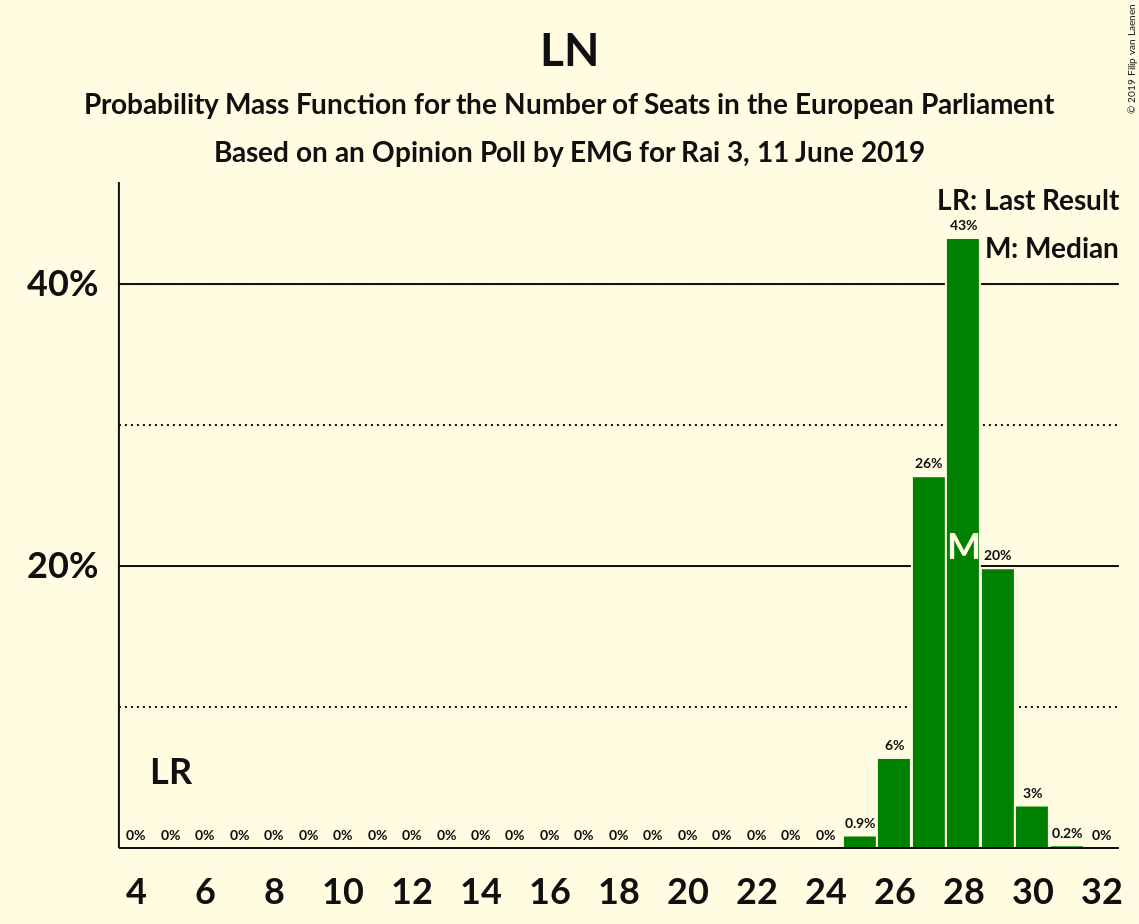 LN
Probability Mass Function for the Number of Seats in the European Parliament
Based on an Opinion Poll by EMG for Rai 3, 11 June 2019
© 2019 Filip van Laenen
LR: Last Result
M: Median
43%
40%
26%
M
20%
20%
6%
LR
3%
0% 0% 0% 0% 0% 0% 0% 0% 0% 0% 0% 0% 0% 0% 0% 0% 0% 0% 0% 0% 0% 0.9% 0.2% 0%
4 6 8 10 12 14 16 18 20 22 24 26 28 30 32